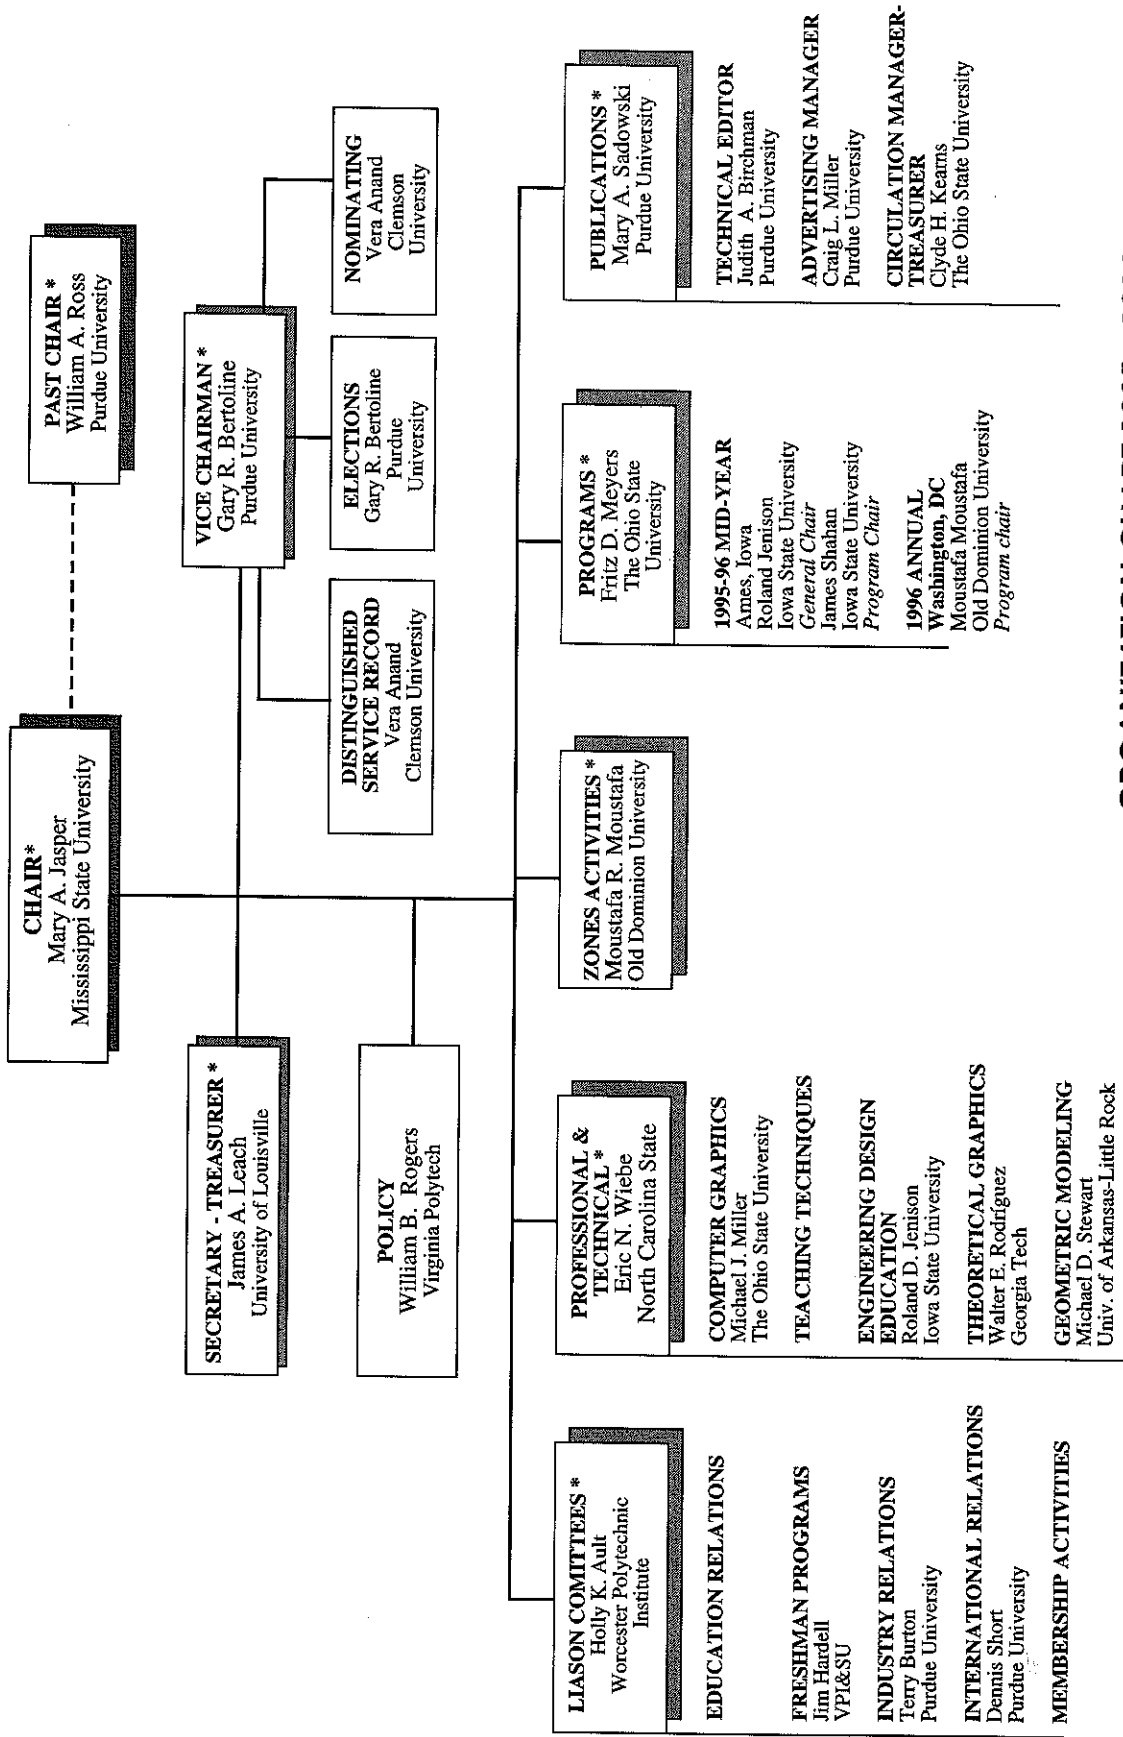 CHAIR*
Mary A. Jasper
Mississippi State University
PAST CHAIR *
William A. Ross
Purdue University
SECRETARY - TREASURER *
James A. Leach
University of Louisville
VICE CHAIRMAN *
Gary R. Bertoline
Purdue University
POLICY
William B. Rogers
Virginia Polytech
DISTINGUISHED
SERVICE RECORD
Vera Anand
Clemson University
ELECTIONS
Gary R. Bertoline
Purdue
University
NOMINATING
Vera Anand
Clemson
University
LIASON COMITTEES *
Holly K. Ault
Worcester Polytechnic
Institute
EDUCATION RELATIONS
FRESHMAN PROGRAMS
Jim Hardell
VPI&SU
INDUSTRY RELATIONS
Terry Burton
Purdue University
INTERNATIONAL RELATIONS
Dennis Short
Purdue University
MEMBERSHIP ACTIVITIES
PROFESSIONAL &
TECHNICAL *
Eric N. Wiebe
North Carolina State
COMPUTER GRAPHICS
Michael J. Miller
The Ohio State University
TEACHING TECHNIQUES
ENGINEERING DESIGN
EDUCATION
Roland D. Jenison
Iowa State University
THEORETICAL GRAPHICS
Walter E. Rodríguez
Georgia Tech
GEOMETRIC MODELING
Michael D. Stewart
Univ. of Arkansas-Little Rock
ZONES ACTIVITIES *
Moustafa R. Moustafa
Old Dominion University
PROGRAMS *
Fritz D. Meyers
The Ohio State
University
1995-96 MID-YEAR
Ames, Iowa
Roland Jenison
Iowa State University
General Chair
James Shahan
Iowa State University
Program Chair
1996 ANNUAL
Washington, DC
Moustafa Moustafa
Old Dominion University
Program chair
PUBLICATIONS *
Mary A. Sadowski
Purdue University
TECHNICAL EDITOR
Judith A. Birchman
Purdue University
ADVERTISING MANAGER
Craig L. Miller
Purdue University
CIRCULATION MANAGER-
TREASURER
Clyde H. Kearns
The Ohio State University